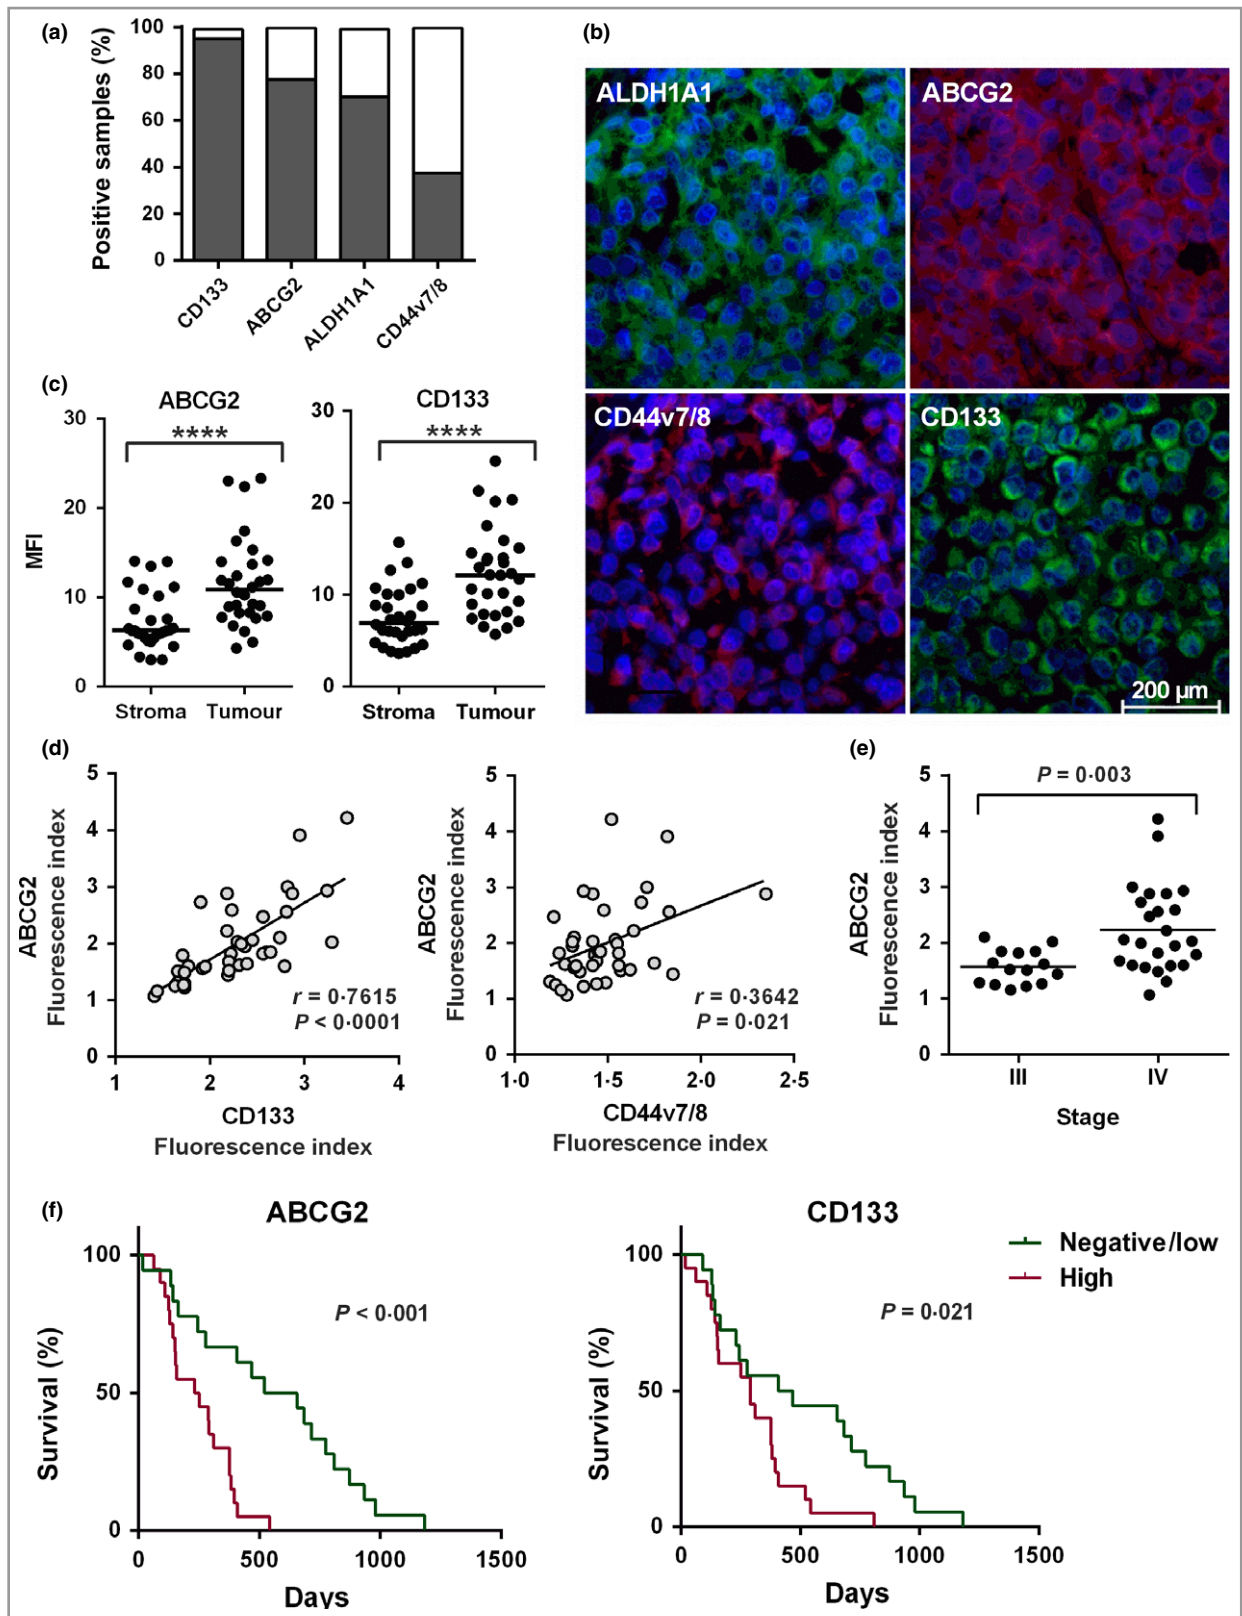 (a)
100
80
60
40
20
0
Positive samples (%)
CD133
ABCG2
ALDH1A1
CD44v7/8
(b)
ALDH1A1
ABCG2
CD44v7/8
CD133
200 µm
(c)
ABCG2
****
30
20
10
0
MFI
Stroma Tumour
CD133
****
30
20
10
0
Stroma Tumour
(d)
5
4
3
2
1
0
ABCG2
Fluorescence index
r = 0·7615
P < 0·0001
1 2 3 4
CD133
Fluorescence index
5
4
3
2
1
0
ABCG2
Fluorescence index
r = 0·3642
P = 0·021
1·0 1·5 2·0 2·5
CD44v7/8
Fluorescence index
(e)
P = 0·003
5
4
3
2
1
0
ABCG2
Fluorescence index
III IV
Stage
(f)
ABCG2
100
50
0
Survival (%)
P < 0·001
0 500 1000 1500
Days
CD133
100
50
0
Survival (%)
P = 0·021
0 500 1000 1500
Days
Negative/low
High